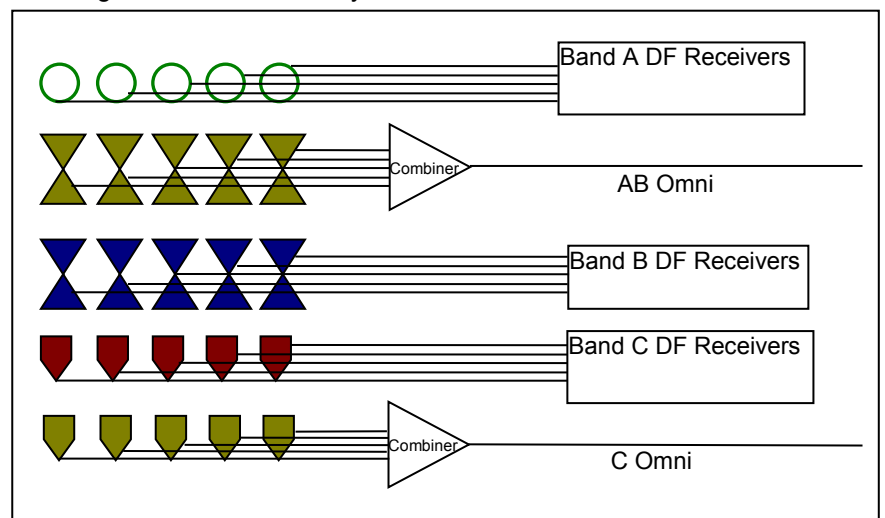 Band A DF Receivers
Combiner
AB Omni
Band B DF Receivers
Band C DF Receivers
Combiner
C Omni